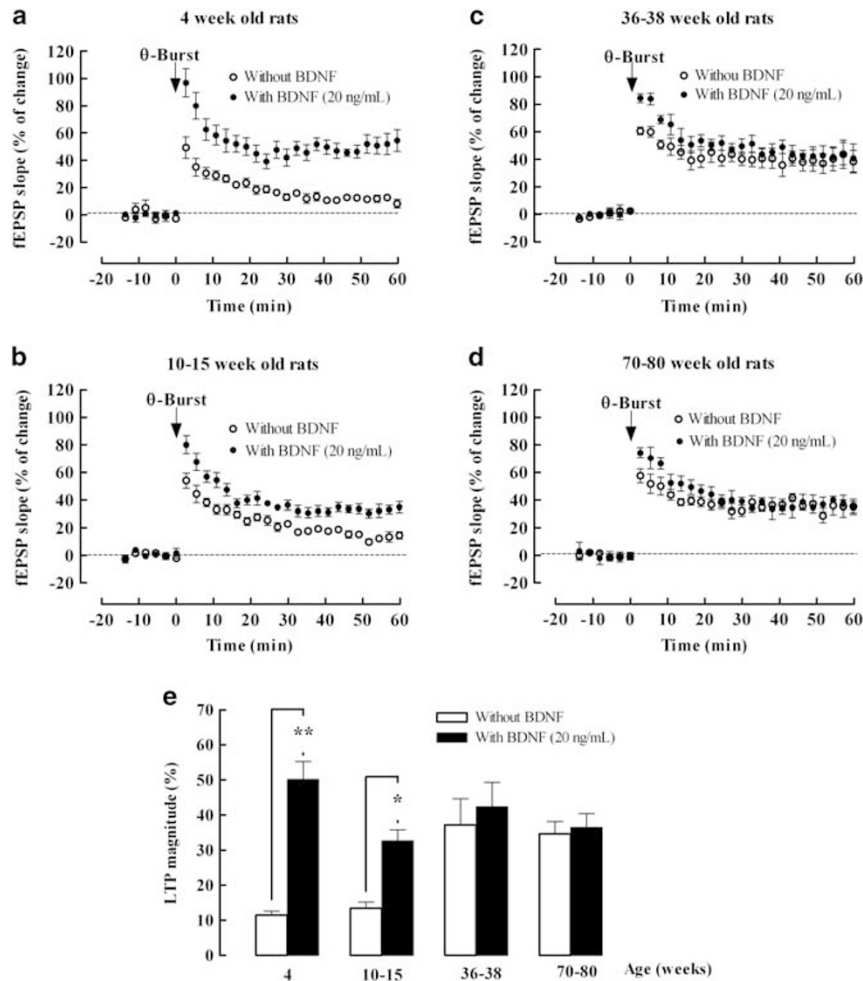 a
4 week old rats
θ-Burst
Without BDNF
With BDNF (20 ng/mL)
fEPSP slope (% of change)
120
100
80
60
40
20
0
-20
-20 -10 0 10 20 30 40 50 60
Time (min)
c
36-38 week old rats
θ-Burst
Without BDNF
With BDNF (20 ng/mL)
fEPSP slope (% of change)
120
100
80
60
40
20
0
-20
-20 -10 0 10 20 30 40 50 60
Time (min)
b
10-15 week old rats
θ-Burst
Without BDNF
With BDNF (20 ng/mL)
fEPSP slope (% of change)
120
100
80
60
40
20
0
-20
-20 -10 0 10 20 30 40 50 60
Time (min)
d
70-80 week old rats
θ-Burst
Without BDNF
With BDNF (20 ng/mL)
fEPSP slope (% of change)
120
100
80
60
40
20
0
-20
-20 -10 0 10 20 30 40 50 60
Time (min)
e
Without BDNF
With BDNF (20 ng/mL)
LTP magnitude (%)
70
60
50
40
30
20
10
0
**
*
4 10-15 36-38 70-80 Age (weeks)